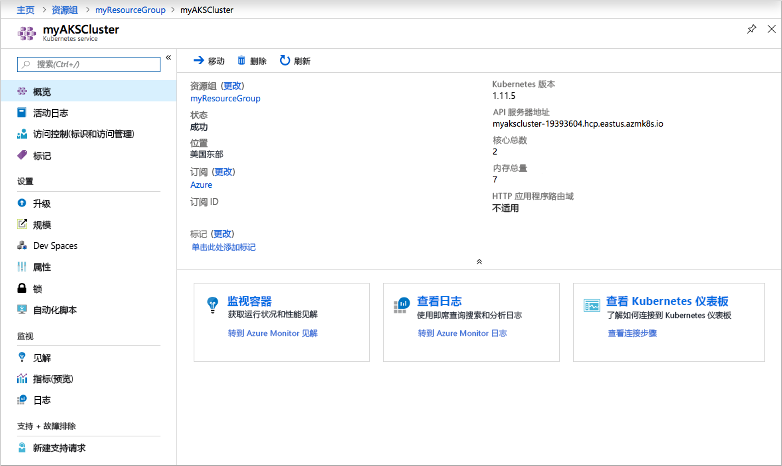 主页 > 资源组 > myResourceGroup > myAKSCluster
myAKSCluster
Kubernetes service
搜索(Ctrl+/)
概览
活动日志
访问控制(标识和访问管理)
标记
设置
升级
规模
Dev Spaces
属性
锁
自动化脚本
监视
见解
指标(预览)
日志
支持 + 故障排除
新建支持请求
移动 删除 刷新
资源组 (更改)
myResourceGroup
状态
成功
位置
美国东部
订阅 (更改)
Azure
订阅 ID
标记 (更改)
单击此处添加标记
Kubernetes 版本
1.11.5
API 服务器地址
myakscluster-19393604.hcp.eastus.azmk8s.io
核心总数
2
内存总量
7
HTTP 应用程序路由域
不适用
监视容器
获取运行状况和性能见解
转到 Azure Monitor 见解
查看日志
使用即席查询搜索和分析日志
转到 Azure Monitor 日志
查看 Kubernetes 仪表板
了解如何连接到 Kubernetes 仪表板
查看连接步骤